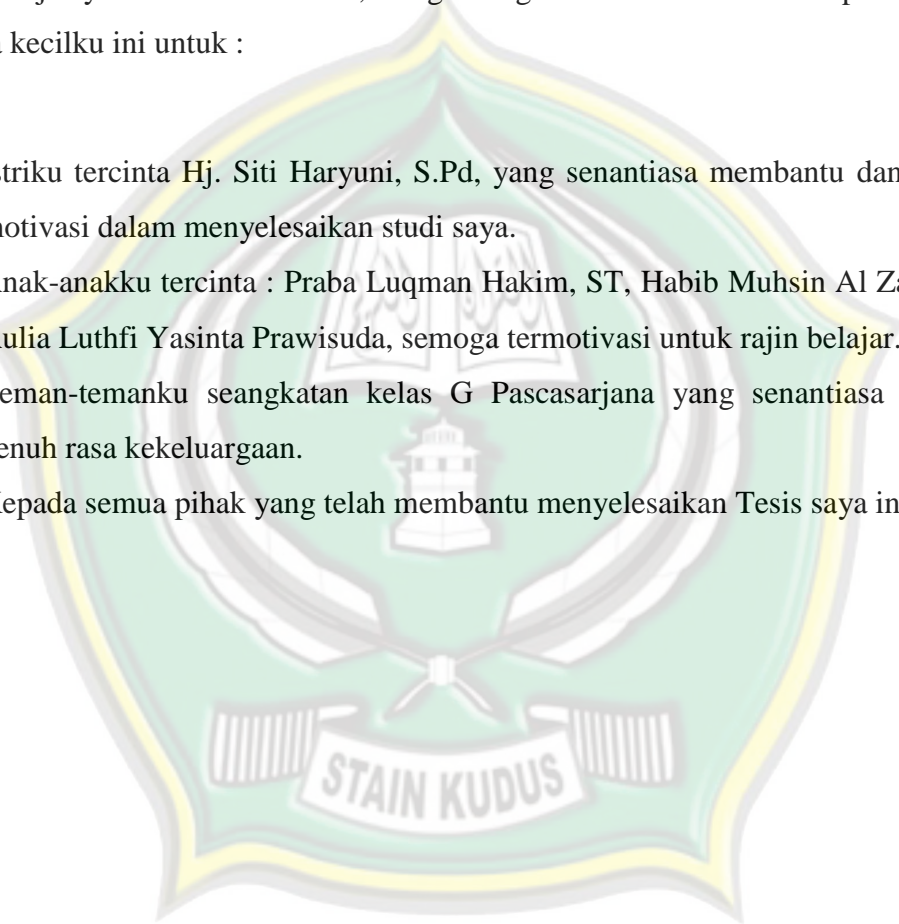 kecilku ini untuk :
striku tercinta Hj. Siti Haryuni, S.Pd, yang senantiasa membantu dan
otivasi dalam menyelesaikan studi saya.
nak-anakku tercinta : Praba Luqman Hakim, ST, Habib Muhsin Al Za
ulia Luthfi Yasinta Prawisuda, semoga termotivasi untuk rajin belajar.
eman-temanku seangkatan kelas G Pascasarjana yang senantiasa
enuh rasa kekeluargaan.
epada semua pihak yang telah membantu menyelesaikan Tesis saya in
STAIN KUDUS